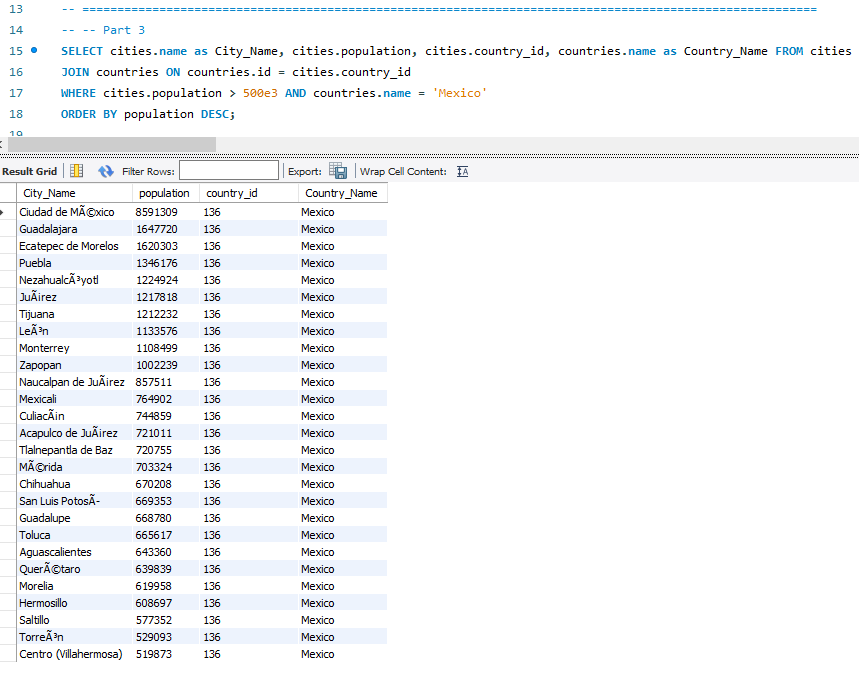 13 -- ==========================================================================================================
14 -- -- Part 3
15 SELECT cities.name as City_Name, cities.population, cities.country_id, countries.name as Country_Name FROM cities
16 JOIN countries ON countries.id = cities.country_id
17 WHERE cities.population > 500e3 AND countries.name = 'Mexico'
18 ORDER BY population DESC;
19
Result Grid Filter Rows: Export: Wrap Cell Content:
City_Name population country_id Country_Name
Ciudad de MÃ©xico 8591309 136 Mexico
Guadalajara 1647720 136 Mexico
Ecatepec de Morelos 1620303 136 Mexico
Puebla 1346176 136 Mexico
NezahualcÃ³yotl 1224924 136 Mexico
JuÃ¡rez 1217818 136 Mexico
Tijuana 1212232 136 Mexico
LeÃ³n 1133576 136 Mexico
Monterrey 1108499 136 Mexico
Zapopan 1002239 136 Mexico
Naucalpan de JuÃ¡rez 857511 136 Mexico
Mexicali 764902 136 Mexico
CuliacÃ¡n 744859 136 Mexico
Acapulco de JuÃ¡rez 721011 136 Mexico
Tlalnepantla de Baz 720755 136 Mexico
MÃ©rida 703324 136 Mexico
Chihuahua 670208 136 Mexico
San Luis PotosÃ- 669353 136 Mexico
Guadalupe 668780 136 Mexico
Toluca 665617 136 Mexico
Aguascalientes 643360 136 Mexico
QuerÃ©taro 639839 136 Mexico
Morelia 619958 136 Mexico
Hermosillo 608697 136 Mexico
Saltillo 577352 136 Mexico
TorreÃ³n 529093 136 Mexico
Centro (Villahermosa) 519873 136 Mexico